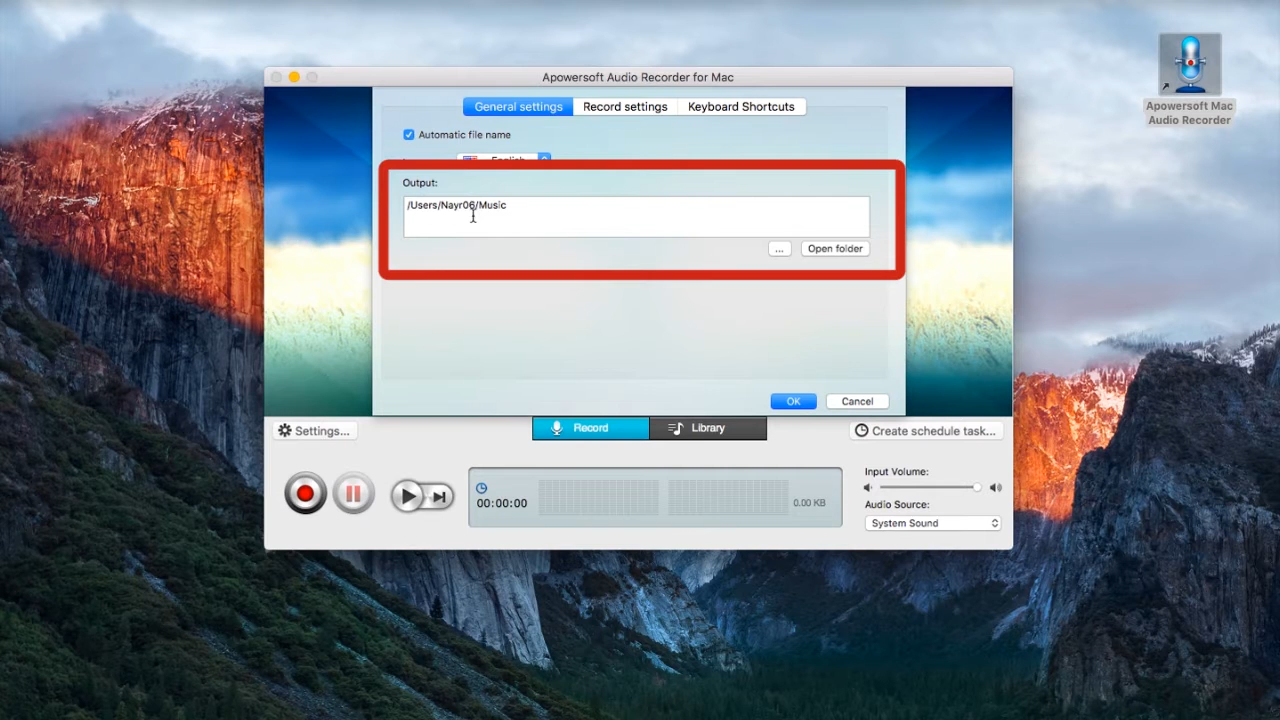 Apowersoft Audio Recorder for Mac
General settings
Record settings
Keyboard Shortcuts
Automatic file name
English
Output:
/Users/Nayr06/Music
...
Open folder
OK
Cancel
Settings...
Record
Library
Create schedule task...
00:00:00
0.00 KB
Input Volume:
Audio Source:
System Sound
Apowersoft Mac
Audio Recorder